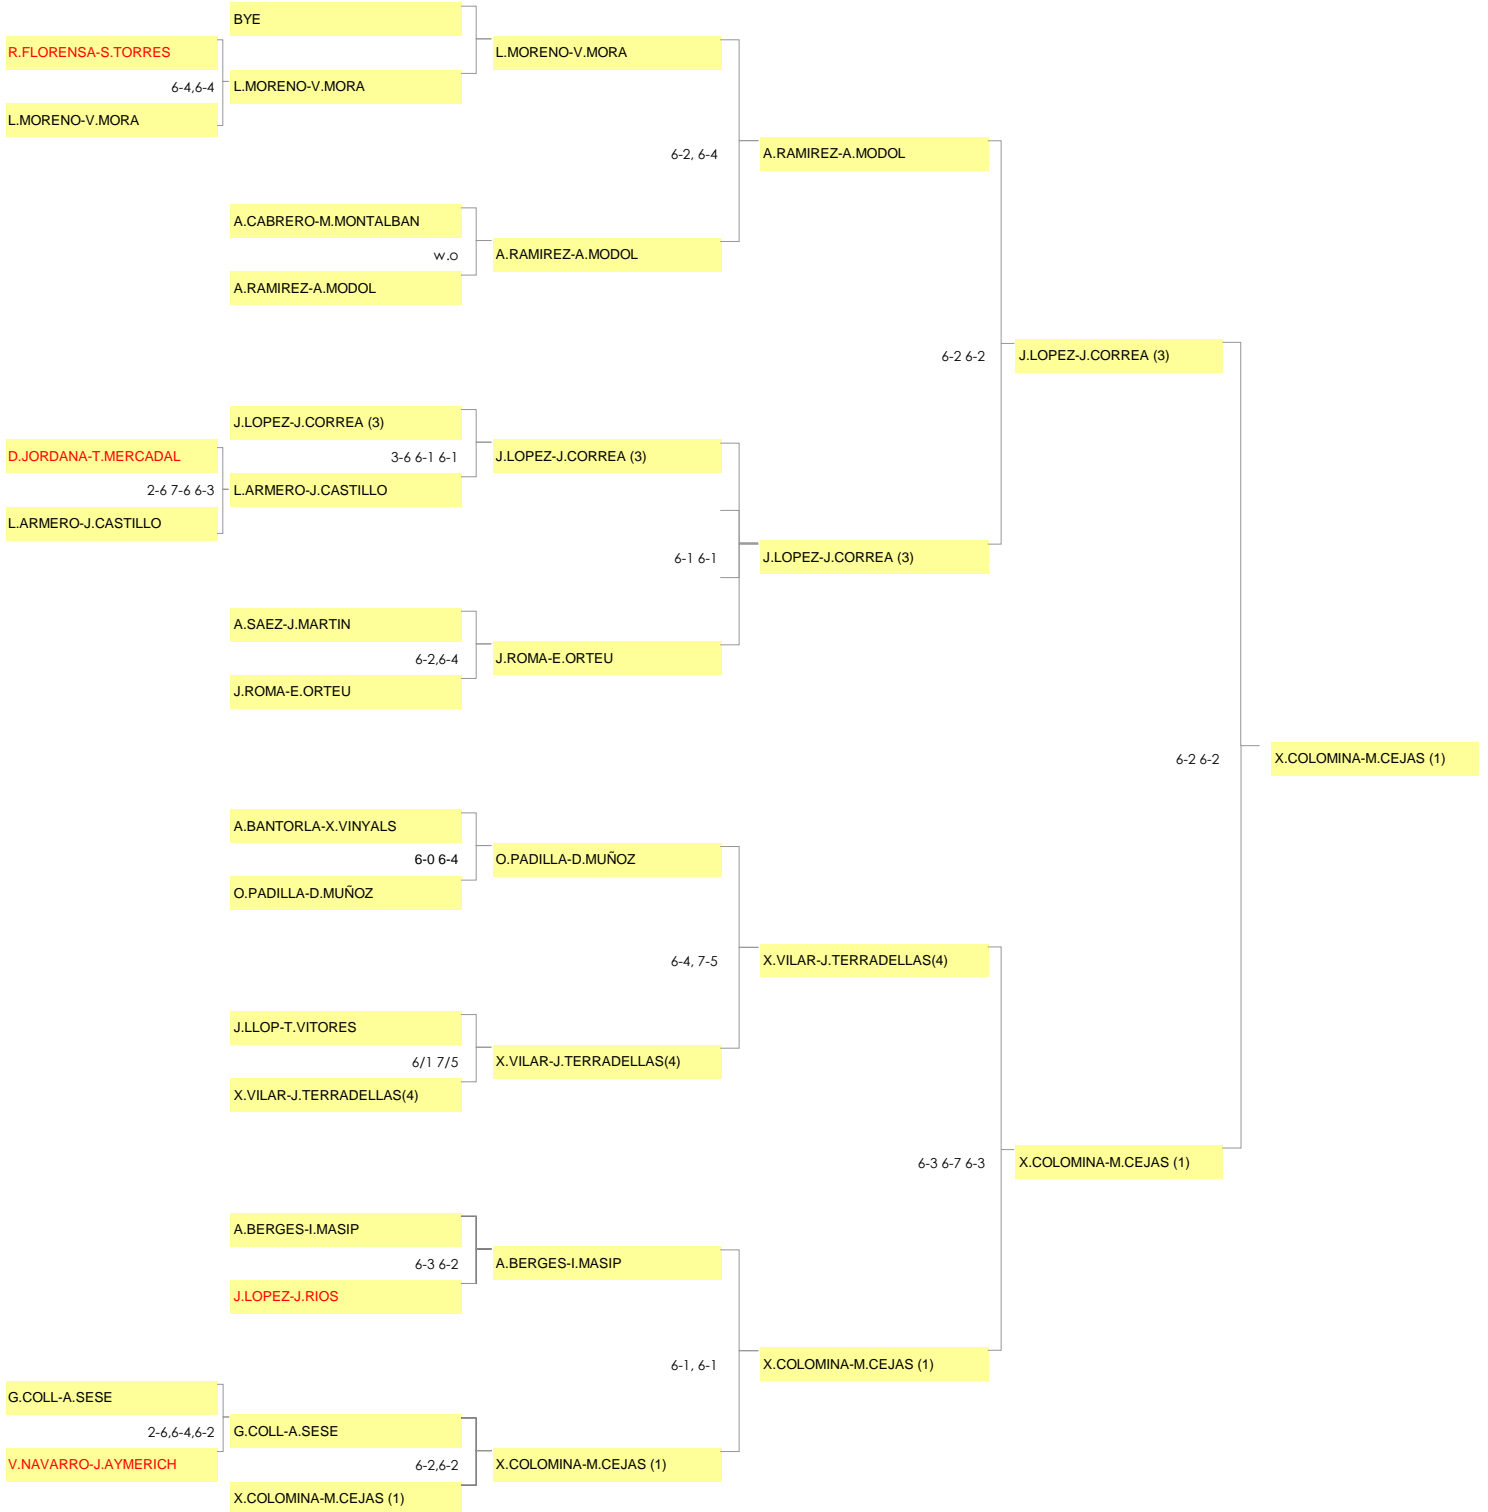 BYE
R.FLORENSA-S.TORRES
L.MORENO-V.MORA
6-4,6-4
L.MORENO-V.MORA
L.MORENO-V.MORA
6-2, 6-4
A.RAMIREZ-A.MODOL
A.CABRERO-M.MONTALBAN
w.o
A.RAMIREZ-A.MODOL
A.RAMIREZ-A.MODOL
6-2 6-2
J.LOPEZ-J.CORREA (3)
J.LOPEZ-J.CORREA (3)
D.JORDANA-T.MERCADAL
3-6 6-1 6-1
J.LOPEZ-J.CORREA (3)
2-6 7-6 6-3
L.ARMERO-J.CASTILLO
L.ARMERO-J.CASTILLO
6-1 6-1
J.LOPEZ-J.CORREA (3)
A.SAEZ-J.MARTIN
6-2,6-4
J.ROMA-E.ORTEU
J.ROMA-E.ORTEU
6-2 6-2
X.COLOMINA-M.CEJAS (1)
A.BANTORLA-X.VINYALS
6-0 6-4
O.PADILLA-D.MUÑOZ
O.PADILLA-D.MUÑOZ
6-4, 7-5
X.VILAR-J.TERRADELLAS(4)
J.LLOP-T.VITORES
6/1 7/5
X.VILAR-J.TERRADELLAS(4)
X.VILAR-J.TERRADELLAS(4)
6-3 6-7 6-3
X.COLOMINA-M.CEJAS (1)
A.BERGES-I.MASIP
6-3 6-2
A.BERGES-I.MASIP
J.LOPEZ-J.RIOS
6-1, 6-1
X.COLOMINA-M.CEJAS (1)
G.COLL-A.SESE
2-6,6-4,6-2
G.COLL-A.SESE
V.NAVARRO-J.AYMERICH
6-2,6-2
X.COLOMINA-M.CEJAS (1)
X.COLOMINA-M.CEJAS (1)